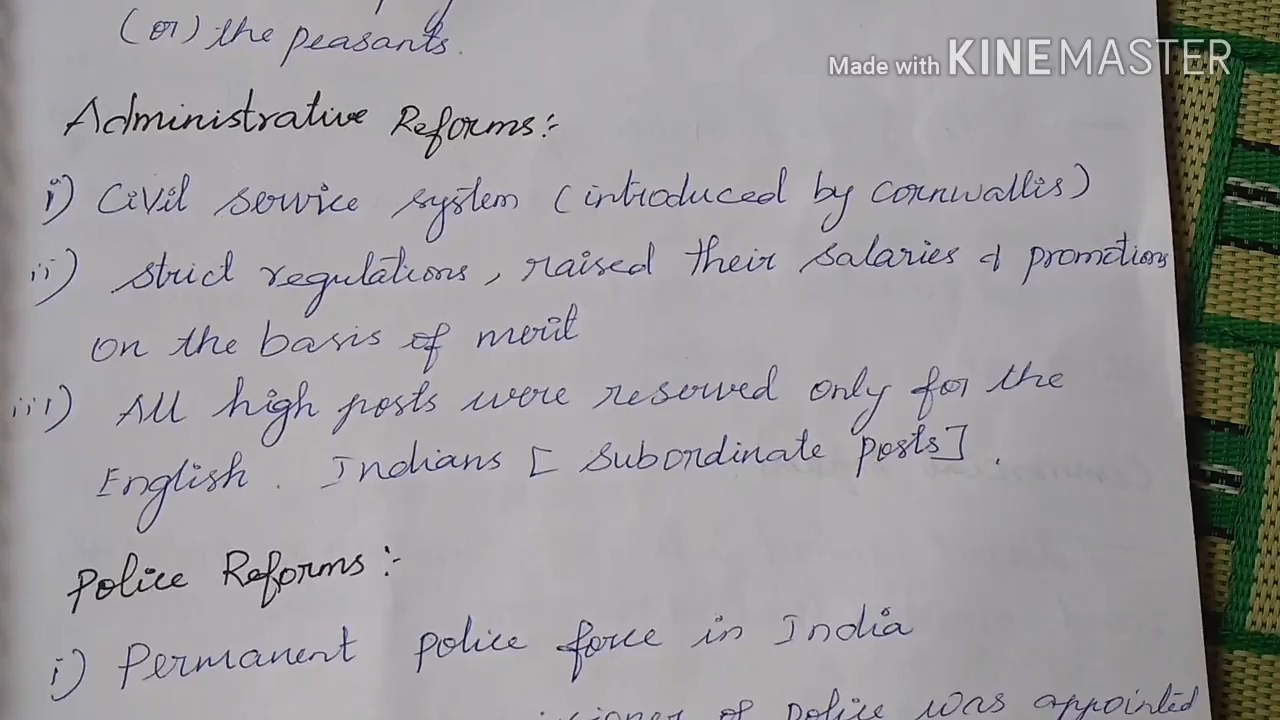 (or) the peasants.
Made with KINEMASTER
Administrative Reforms:-
i) Civil service system (introduced by cornwallis)
ii) strict regulations, raised their salaries & promotions
on the basis of merit
iii) All high posts were reserved only for the
English. Indians [subordinate posts].
Police Reforms:-
i) Permanent police force in India
of police was appointed